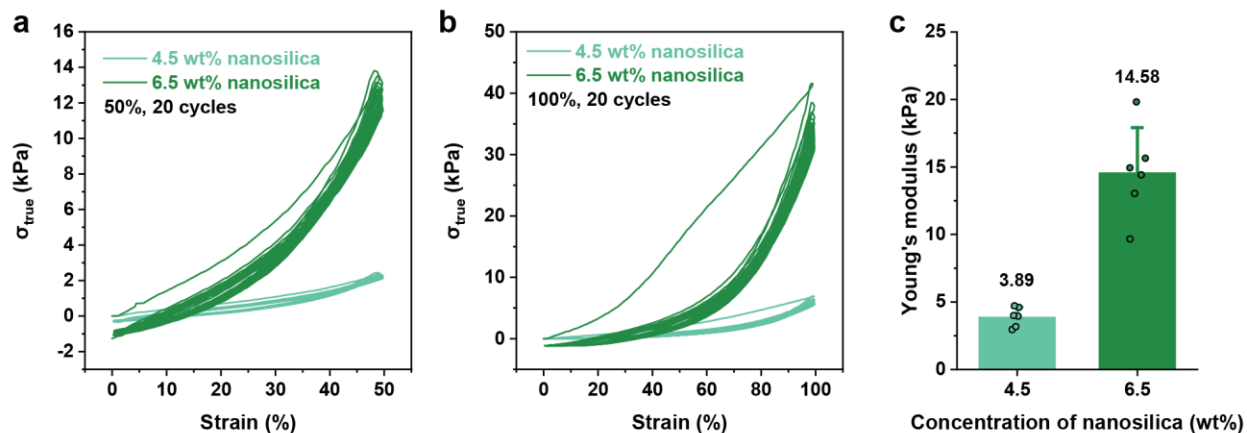 a
16
14
12
10
8
6
4
2
0
-2
σtrue (kPa)
4.5 wt% nanosilica
6.5 wt% nanosilica
50%, 20 cycles
0 10 20 30 40 50
Strain (%)
b
50
40
30
20
10
0
σtrue (kPa)
4.5 wt% nanosilica
6.5 wt% nanosilica
100%, 20 cycles
0 20 40 60 80 100
Strain (%)
c
25
20
15
10
5
0
Young's modulus (kPa)
14.58
3.89
4.5 6.5
Concentration of nanosilica (wt%)